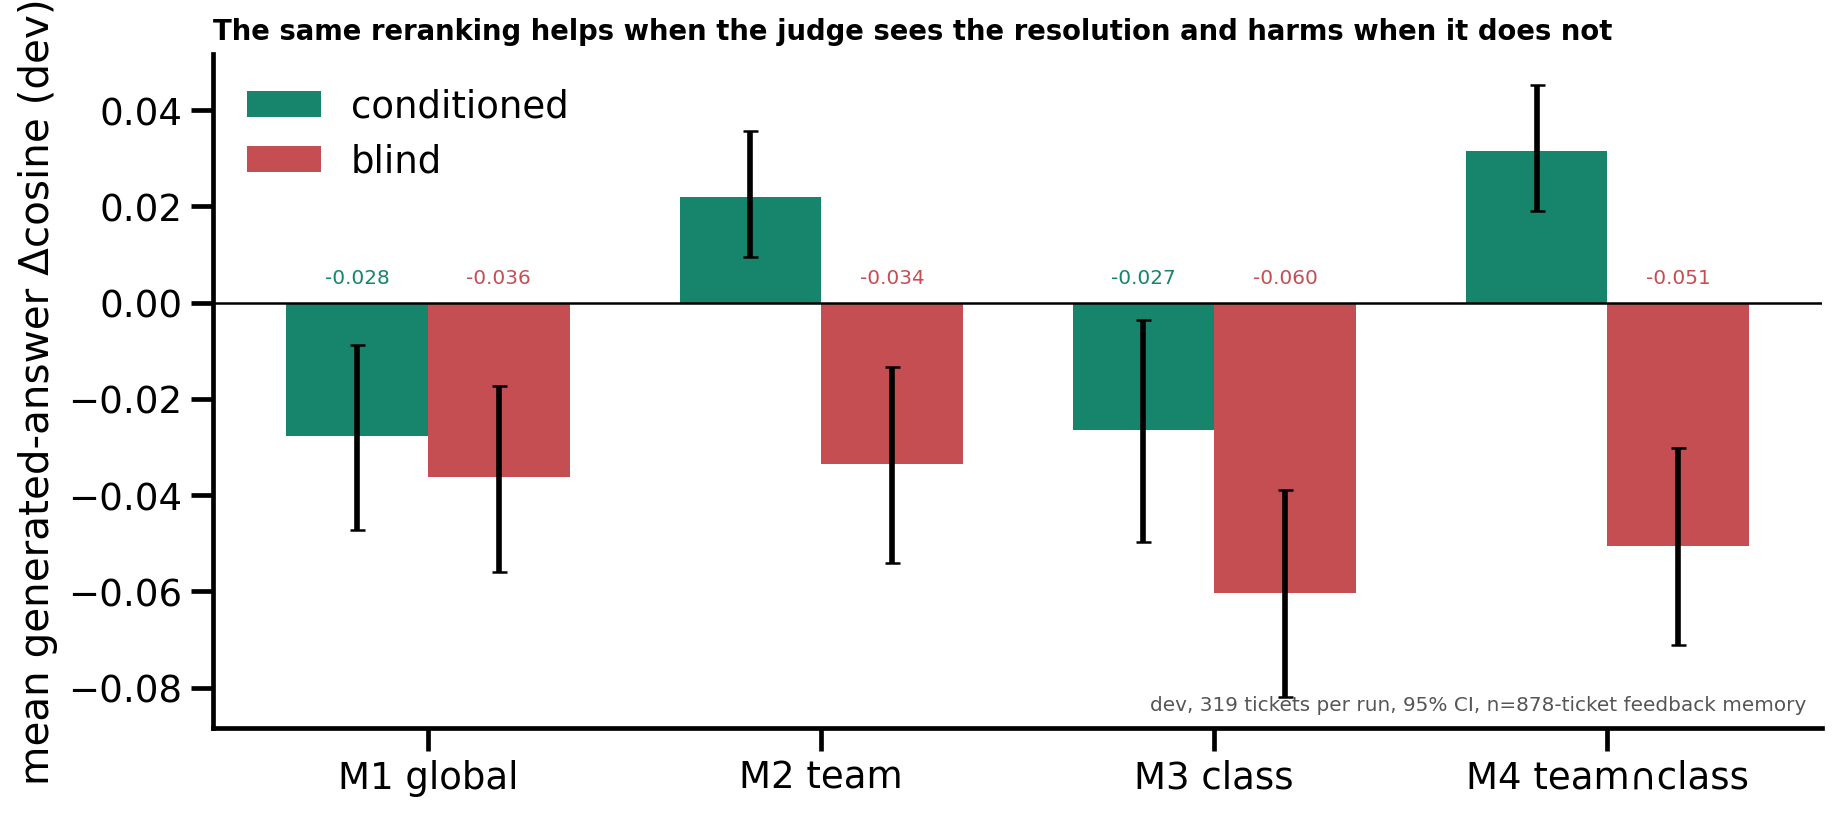 The same reranking helps when the judge sees the resolution and harms when it does not
mean generated-answer Δcosine (dev)
conditioned
blind
0.04
0.02
0.00
−0.02
−0.04
−0.06
−0.08
-0.028
-0.036
-0.034
-0.027
-0.060
-0.051
dev, 319 tickets per run, 95% CI, n=878-ticket feedback memory
M1 global
M2 team
M3 class
M4 team∩class